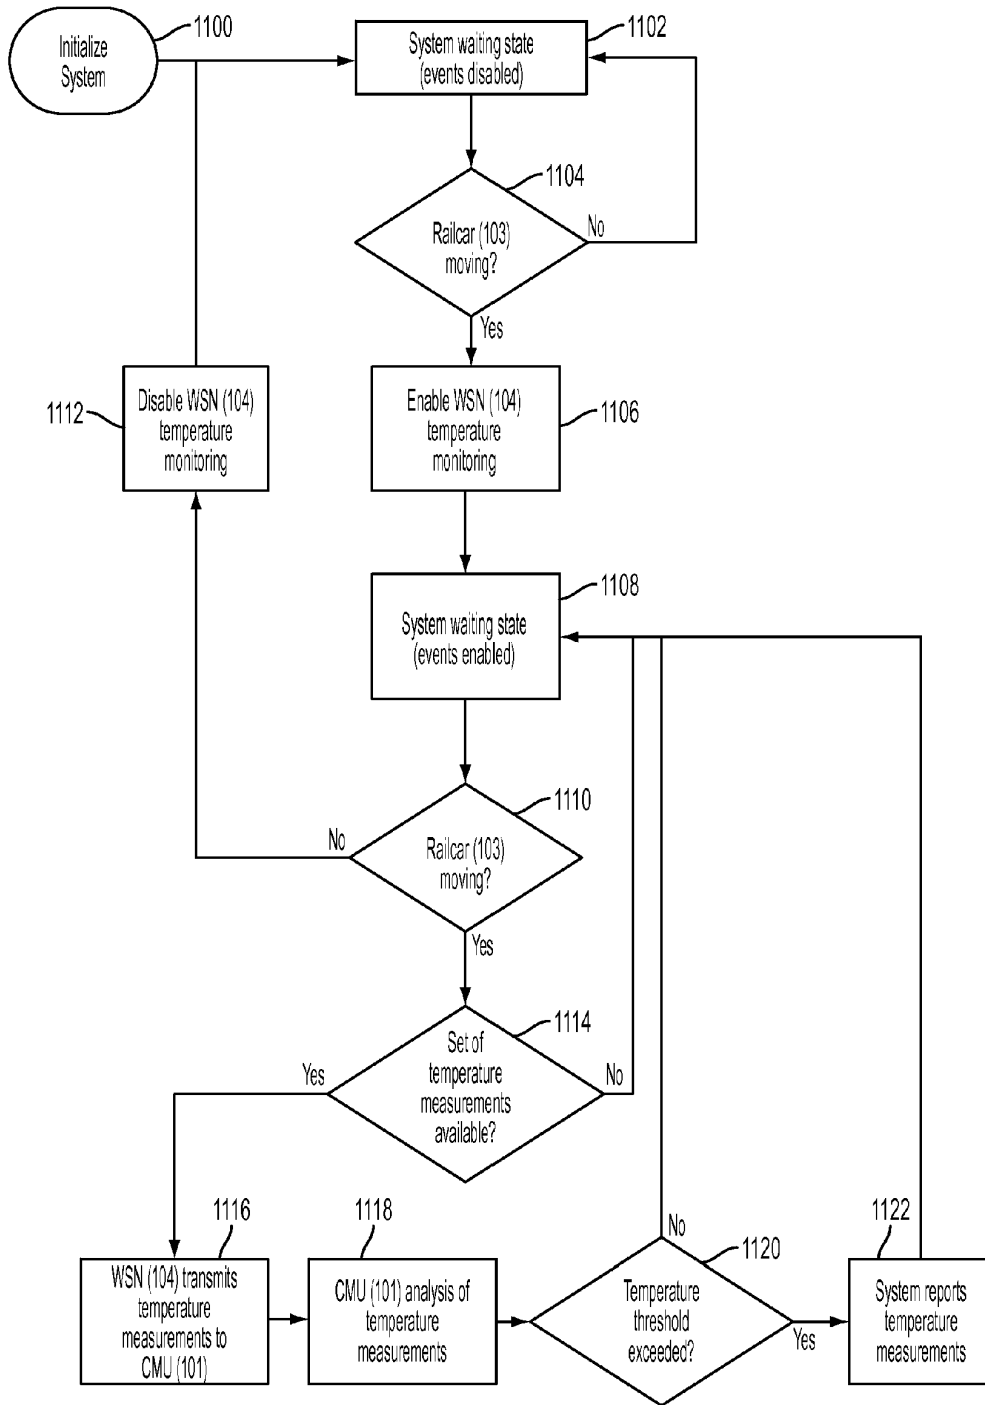 Initialize
System
1100
System waiting state
(events disabled)
1102
1104
Railcar (103)
moving?
No
Yes
1112
Disable WSN (104)
temperature
monitoring
Enable WSN (104)
temperature
monitoring
1106
1108
System waiting state
(events enabled)
1110
No
Railcar (103)
moving?
Yes
1114
Yes
Set of
temperature
measurements
available?
No
1116
WSN (104) transmits
temperature
measurements to
CMU (101)
1118
CMU (101) analysis of
temperature
measurements
No
1120
Temperature
threshold
exceeded?
Yes
1122
System reports
temperature
measurements